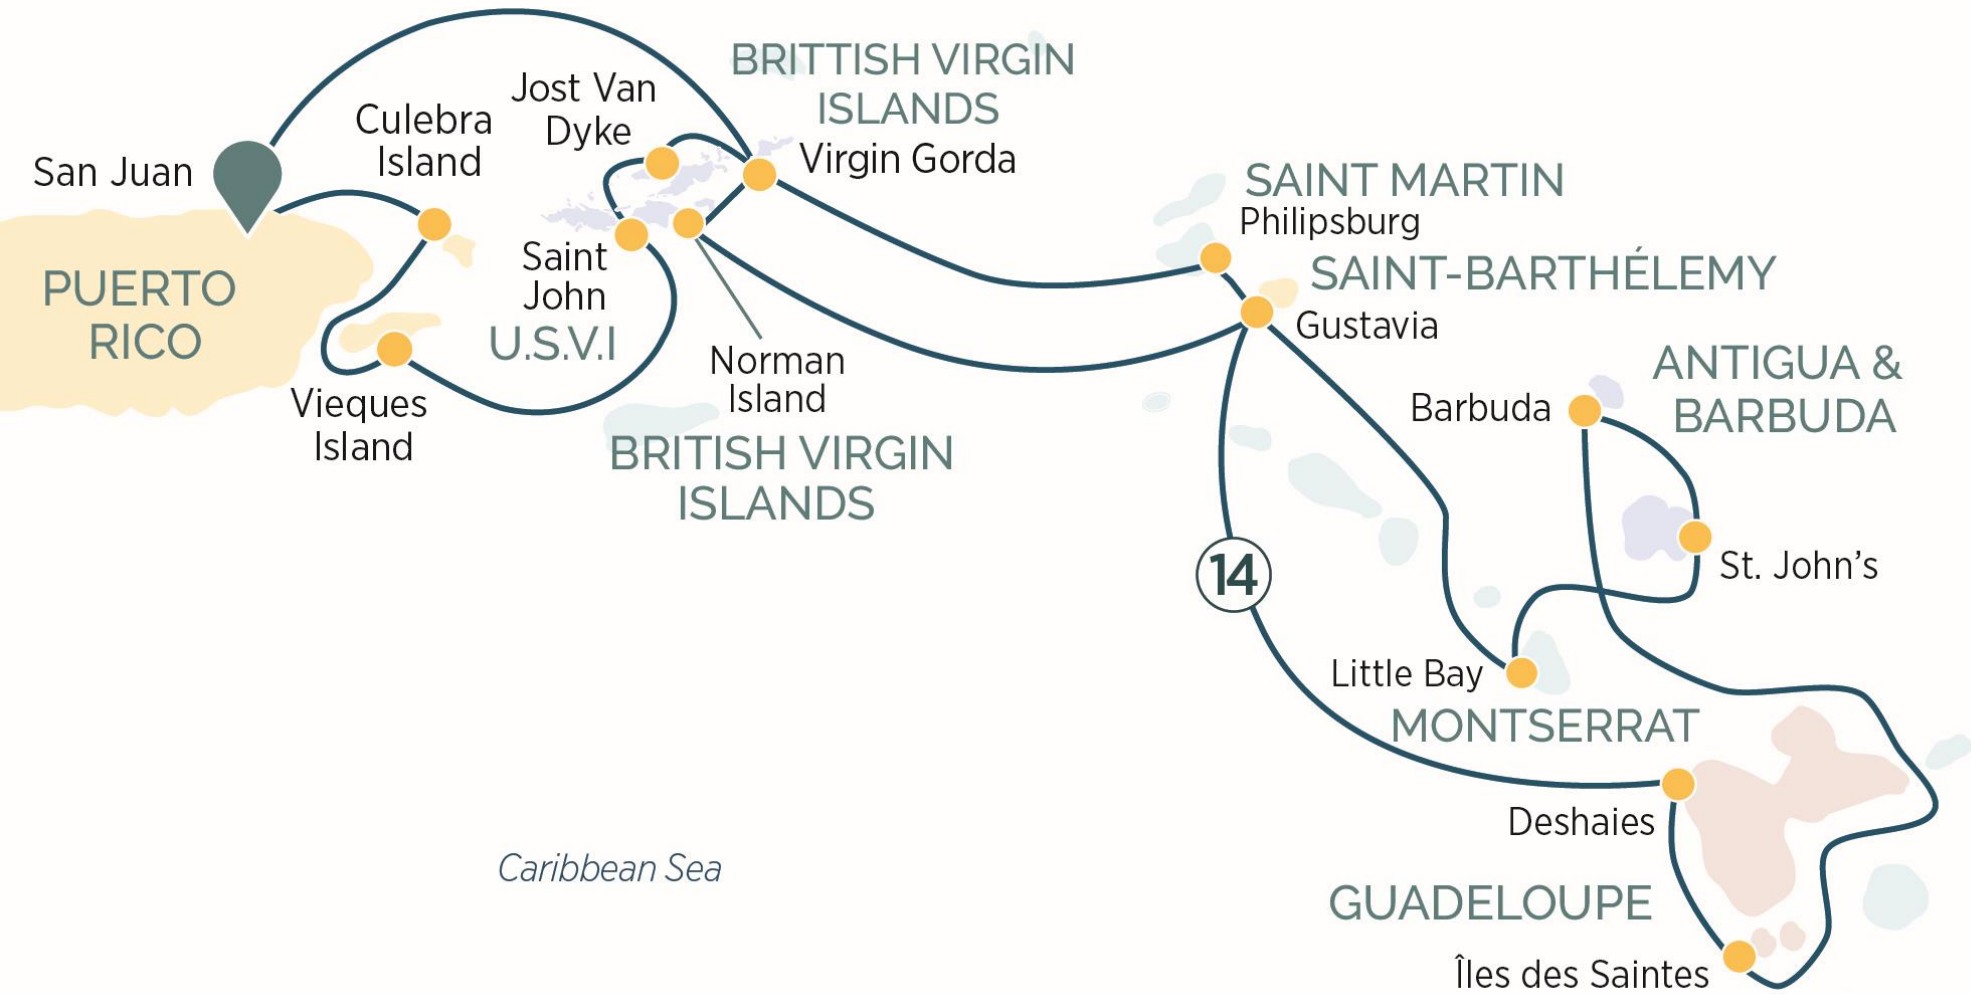 BRITTISH VIRGIN
ISLANDS
Jost Van
Dyke
Culebra
Island
San Juan
Virgin Gorda
SAINT MARTIN
Philipsburg
SAINT-BARTHÉLEMY
Gustavia
PUERTO
RICO
Saint
John
U.S.V.I
Norman
Island
Vieques
Island
BRITISH VIRGIN
ISLANDS
ANTIGUA &
BARBUDA
Barbuda
St. John’s
14
Little Bay
MONTSERRAT
Deshaies
Caribbean Sea
GUADELOUPE
Îles des Saintes